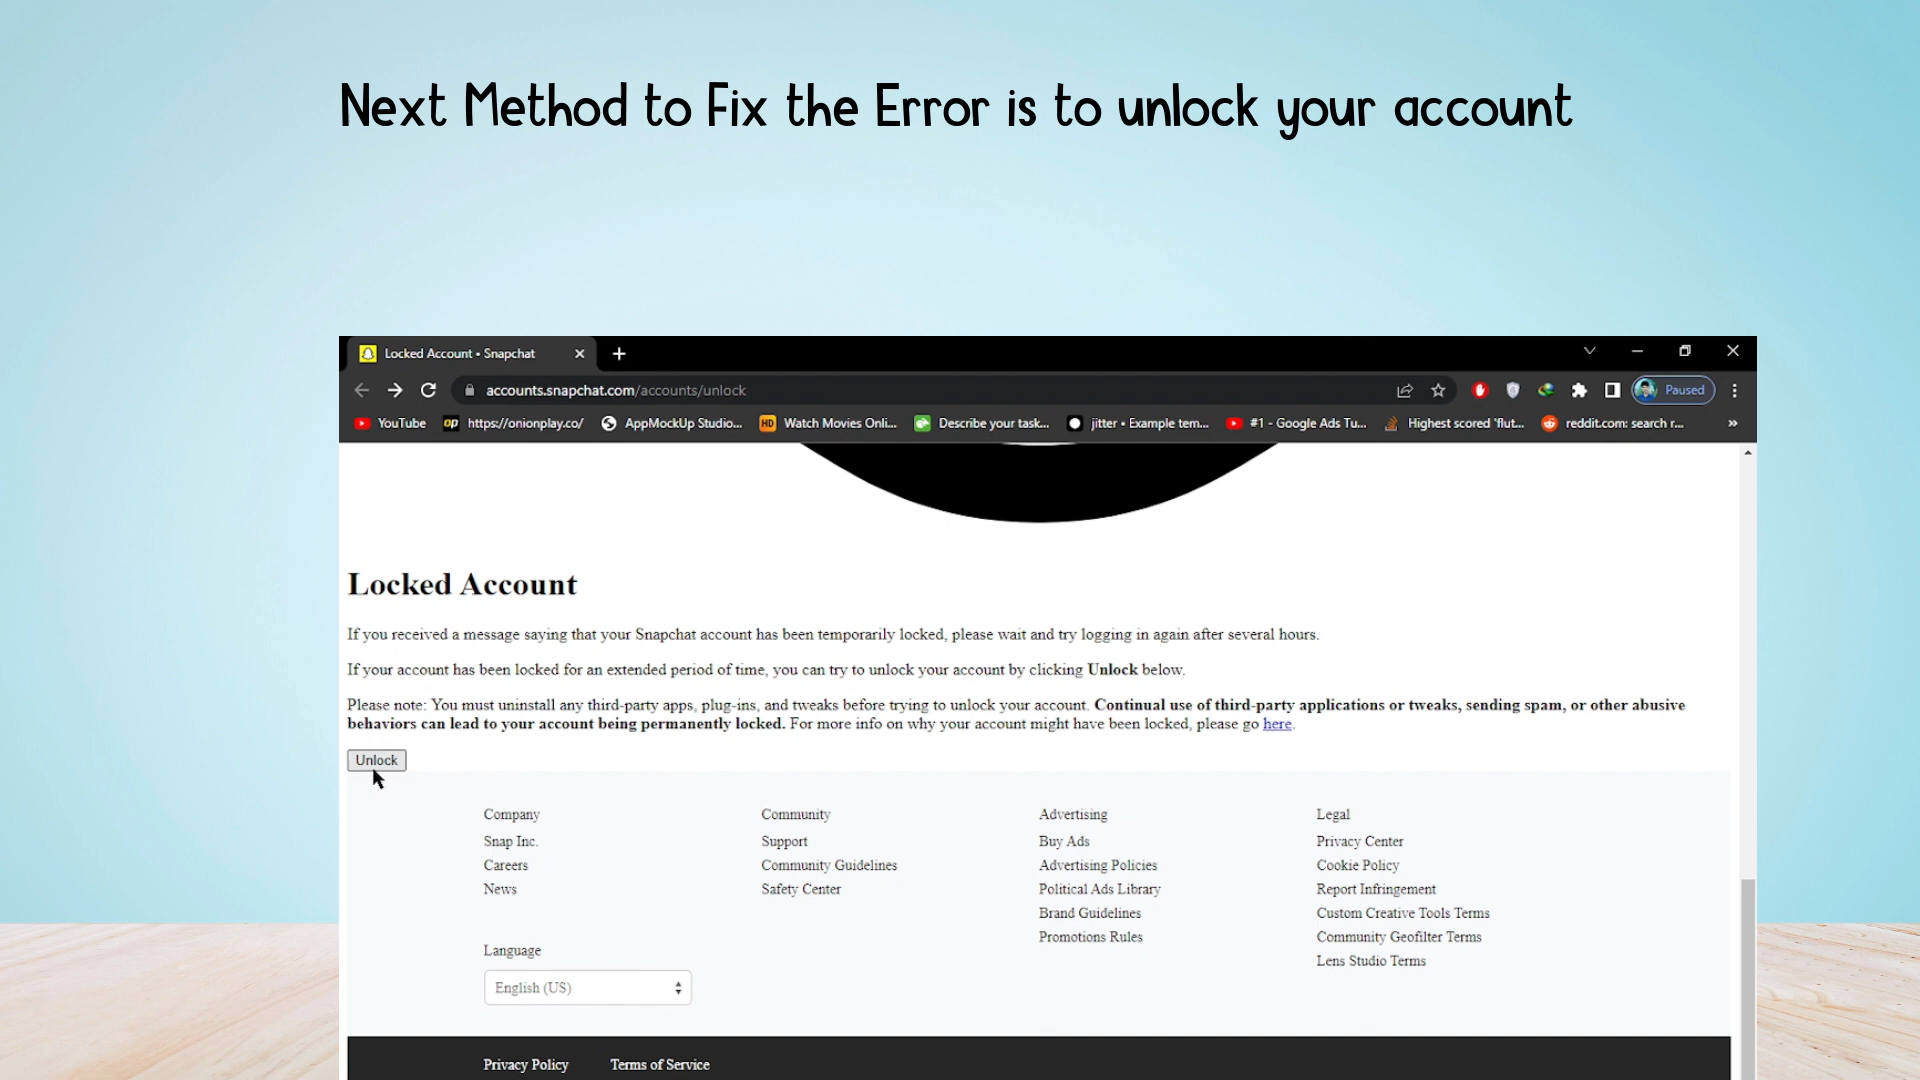 Next Method to Fix the Error is to unlock your account
Locked Account • Snapchat
accounts.snapchat.com/accounts/unlock
Paused
YouTube
op https://onionplay.co/
AppMockUp Studio...
HD Watch Movies Onli...
Describe your task...
jitter • Example tem...
#1 - Google Ads Tu...
Highest scored 'flut...
reddit.com: search r...
»
Locked Account
If you received a message saying that your Snapchat account has been temporarily locked, please wait and try logging in again after several hours.
If your account has been locked for an extended period of time, you can try to unlock your account by clicking Unlock below.
Please note: You must uninstall any third-party apps, plug-ins, and tweaks before trying to unlock your account. Continual use of third-party applications or tweaks, sending spam, or other abusive
behaviors can lead to your account being permanently locked. For more info on why your account might have been locked, please go here.
Unlock
Company
Snap Inc.
Careers
News
Community
Support
Community Guidelines
Safety Center
Advertising
Buy Ads
Advertising Policies
Political Ads Library
Brand Guidelines
Promotions Rules
Legal
Privacy Center
Cookie Policy
Report Infringement
Custom Creative Tools Terms
Community Geofilter Terms
Lens Studio Terms
Language
English (US)
Privacy Policy
Terms of Service